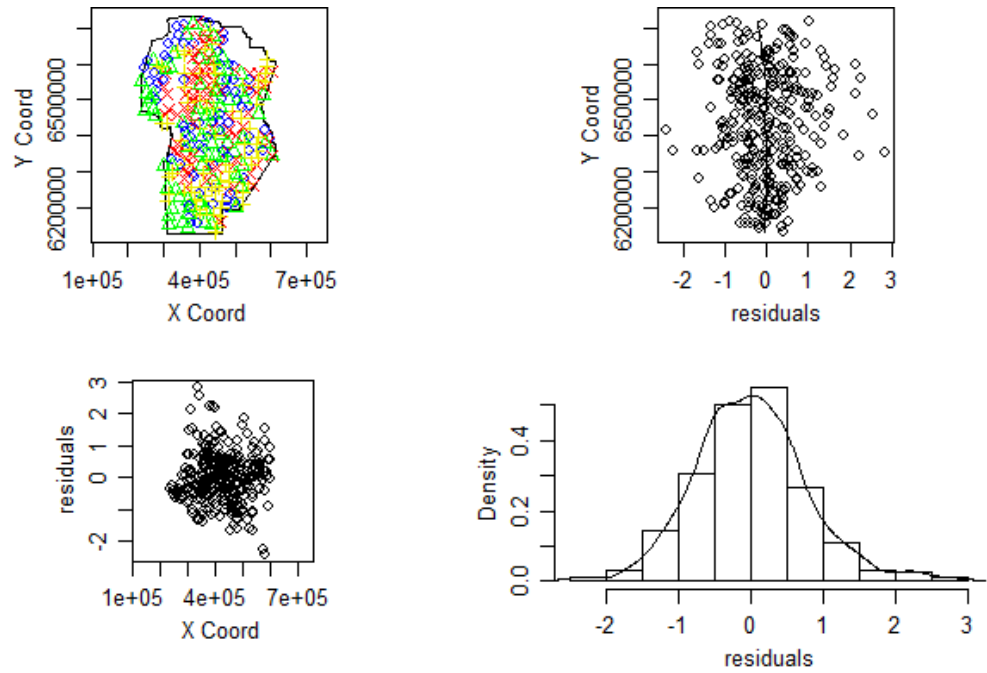 Y Coord
6200000 6500000
1e+05 4e+05 7e+05
X Coord
Y Coord
6200000 6500000
-2 -1 0 1 2 3
residuals
residuals
-2 0 1 2 3
1e+05 4e+05 7e+05
X Coord
Density
0.0 0.2 0.4
-2 -1 0 1 2 3
residuals